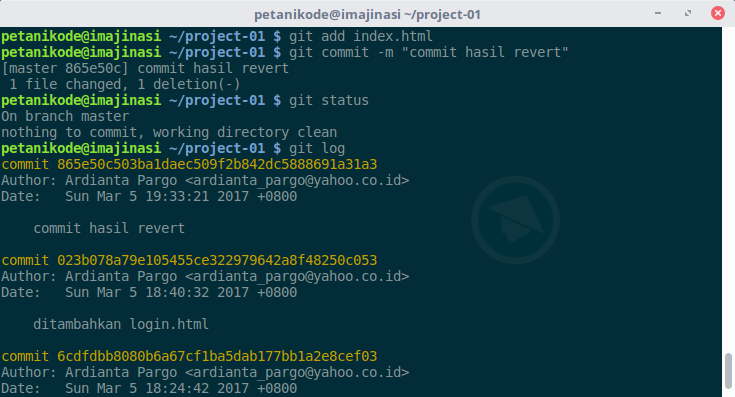 petanikode@imajinasi ~/project-01
petanikode@imajinasi ~/project-01 $ git add index.html
petanikode@imajinasi ~/project-01 $ git commit -m "commit hasil revert"
[master 865e50c] commit hasil revert
 1 file changed, 1 deletion(-)
petanikode@imajinasi ~/project-01 $ git status
On branch master
nothing to commit, working directory clean
petanikode@imajinasi ~/project-01 $ git log
commit 865e50c503ba1daec509f2b842dc5888691a31a3
Author: Ardianta Pargo <ardianta_pargo@yahoo.co.id>
Date:   Sun Mar 5 19:33:21 2017 +0800
    commit hasil revert
commit 023b078a79e105455ce322979642a8f48250c053
Author: Ardianta Pargo <ardianta_pargo@yahoo.co.id>
Date:   Sun Mar 5 18:40:32 2017 +0800
    ditambahkan login.html
commit 6cdfdbb8080b6a67cf1ba5dab177bb1a2e8cef03
Author: Ardianta Pargo <ardianta_pargo@yahoo.co.id>
Date:   Sun Mar 5 18:24:42 2017 +0800